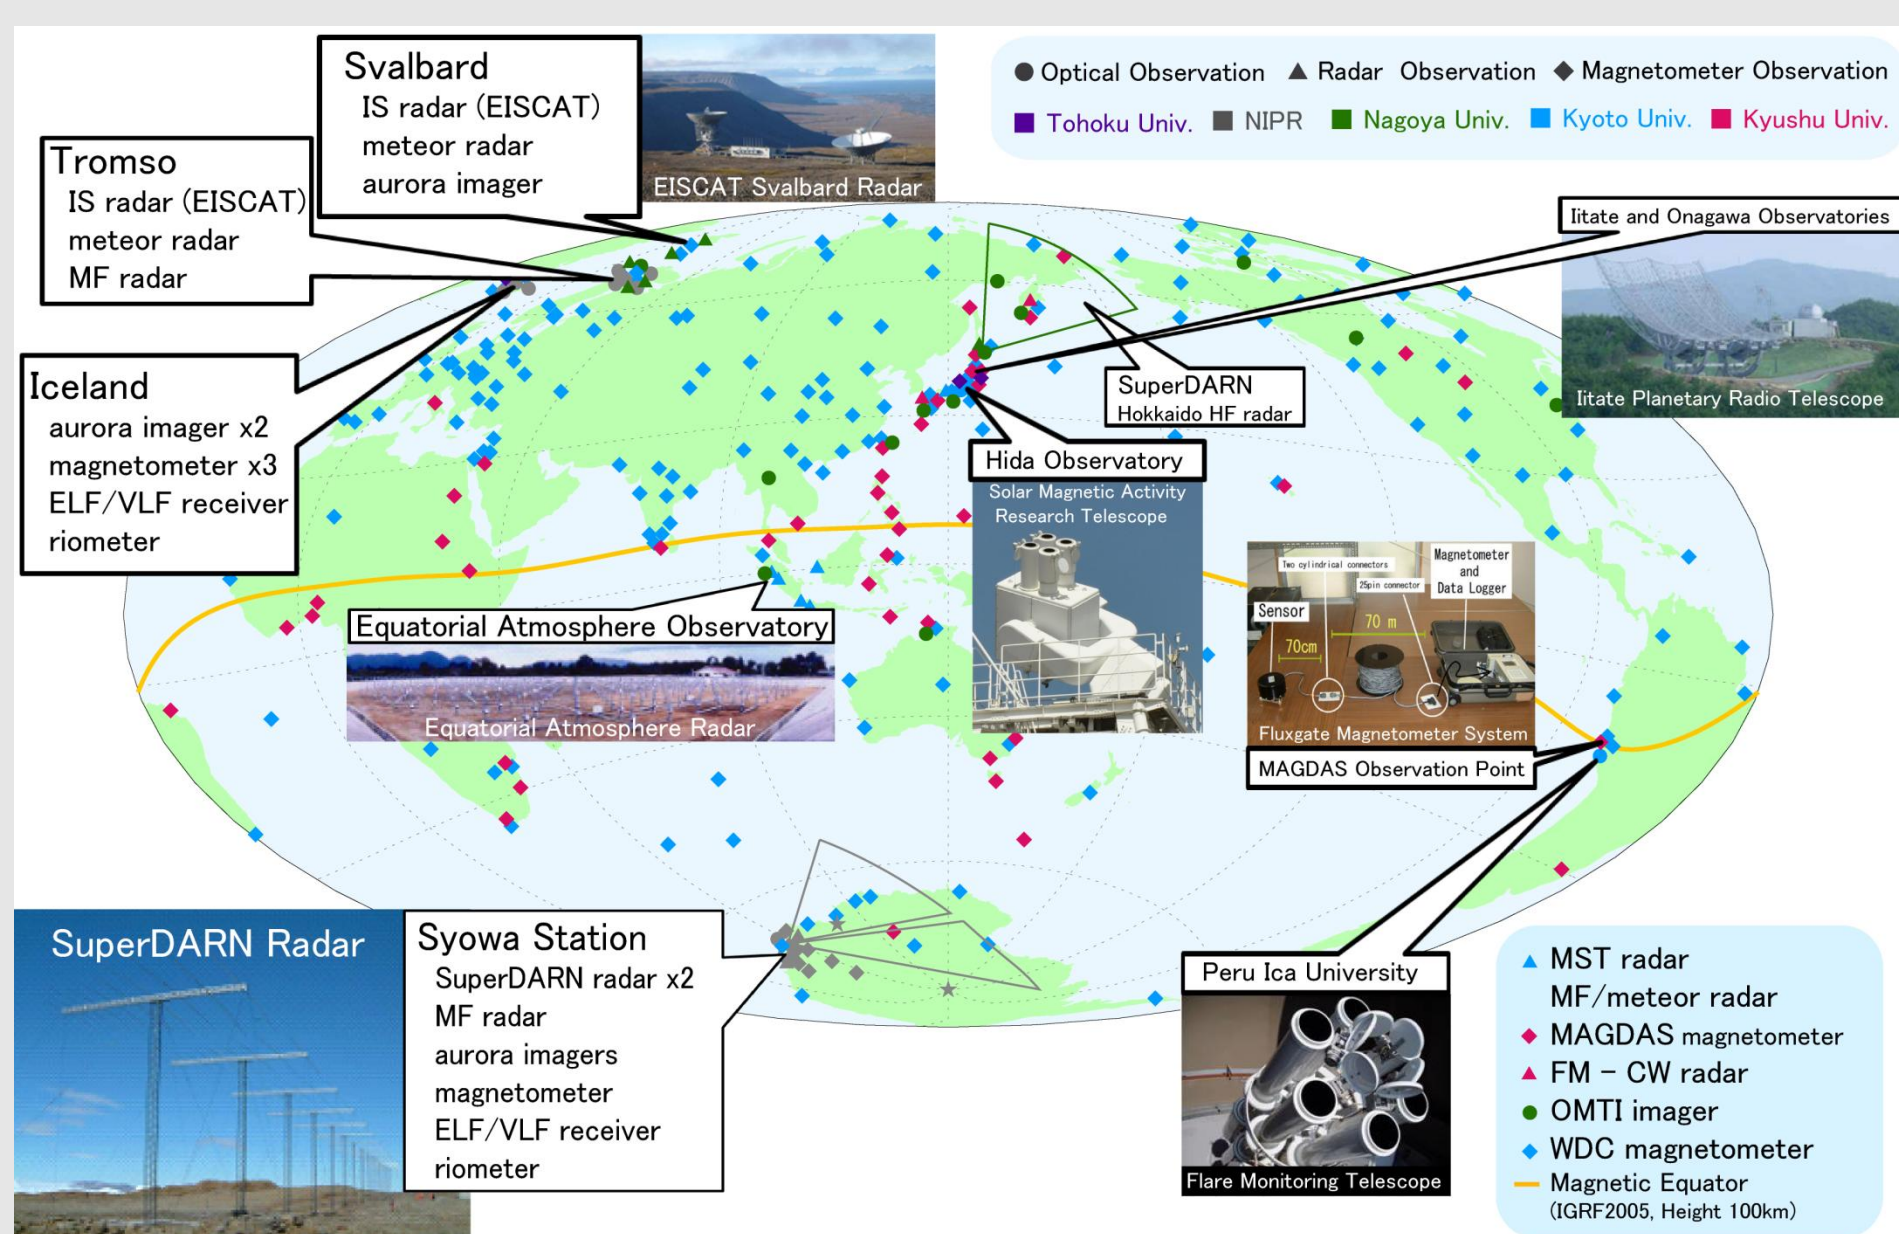 Svalbard
IS radar (EISCAT)
meteor radar
aurora imager
EISCAT Svalbard Radar
● Optical Observation ▲ Radar Observation ◆ Magnetometer Observation
■ Tohoku Univ. ■ NIPR ■ Nagoya Univ. ■ Kyoto Univ. ■ Kyushu Univ.
Tromso
IS radar (EISCAT)
meteor radar
MF radar
Iitate and Onagawa Observatories
Iitate Planetary Radio Telescope
Iceland
aurora imager x2
magnetometer x3
ELF/VLF receiver
riometer
SuperDARN
Hokkaido HF radar
Hida Observatory
Solar Magnetic Activity
Research Telescope
Equatorial Atmosphere Observatory
Equatorial Atmosphere Radar
Two cylindrical connectors
25pin connector
Magnetometer
and
Data Logger
Sensor
70 m
70cm
Fluxgate Magnetometer System
MAGDAS Observation Point
SuperDARN Radar
Syowa Station
SuperDARN radar x2
MF radar
aurora imagers
magnetometer
ELF/VLF receiver
riometer
Peru Ica University
Flare Monitoring Telescope
▲ MST radar
MF/meteor radar
◆ MAGDAS magnetometer
▲ FM - CW radar
● OMTI imager
◆ WDC magnetometer
Magnetic Equator
(IGRF2005, Height 100km)